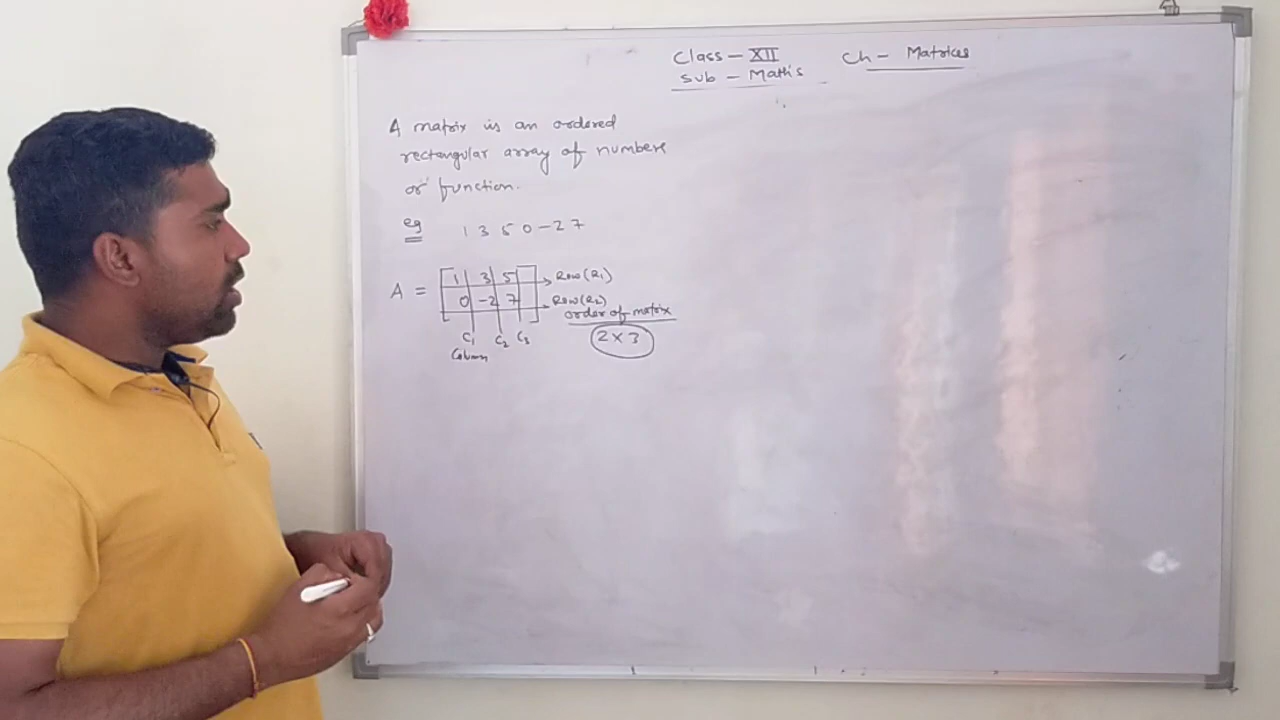 Class - XII Ch - Matrices
Sub - Maths
A matrix is an ordered
rectangular array of numbers
or function.
eg 1 3 5 0 -2 7
A = [1 3 5 → Row (R1)
0 -2 7] → Row (R2)
order of matrix
2 × 3
C1 C2 C3
Column